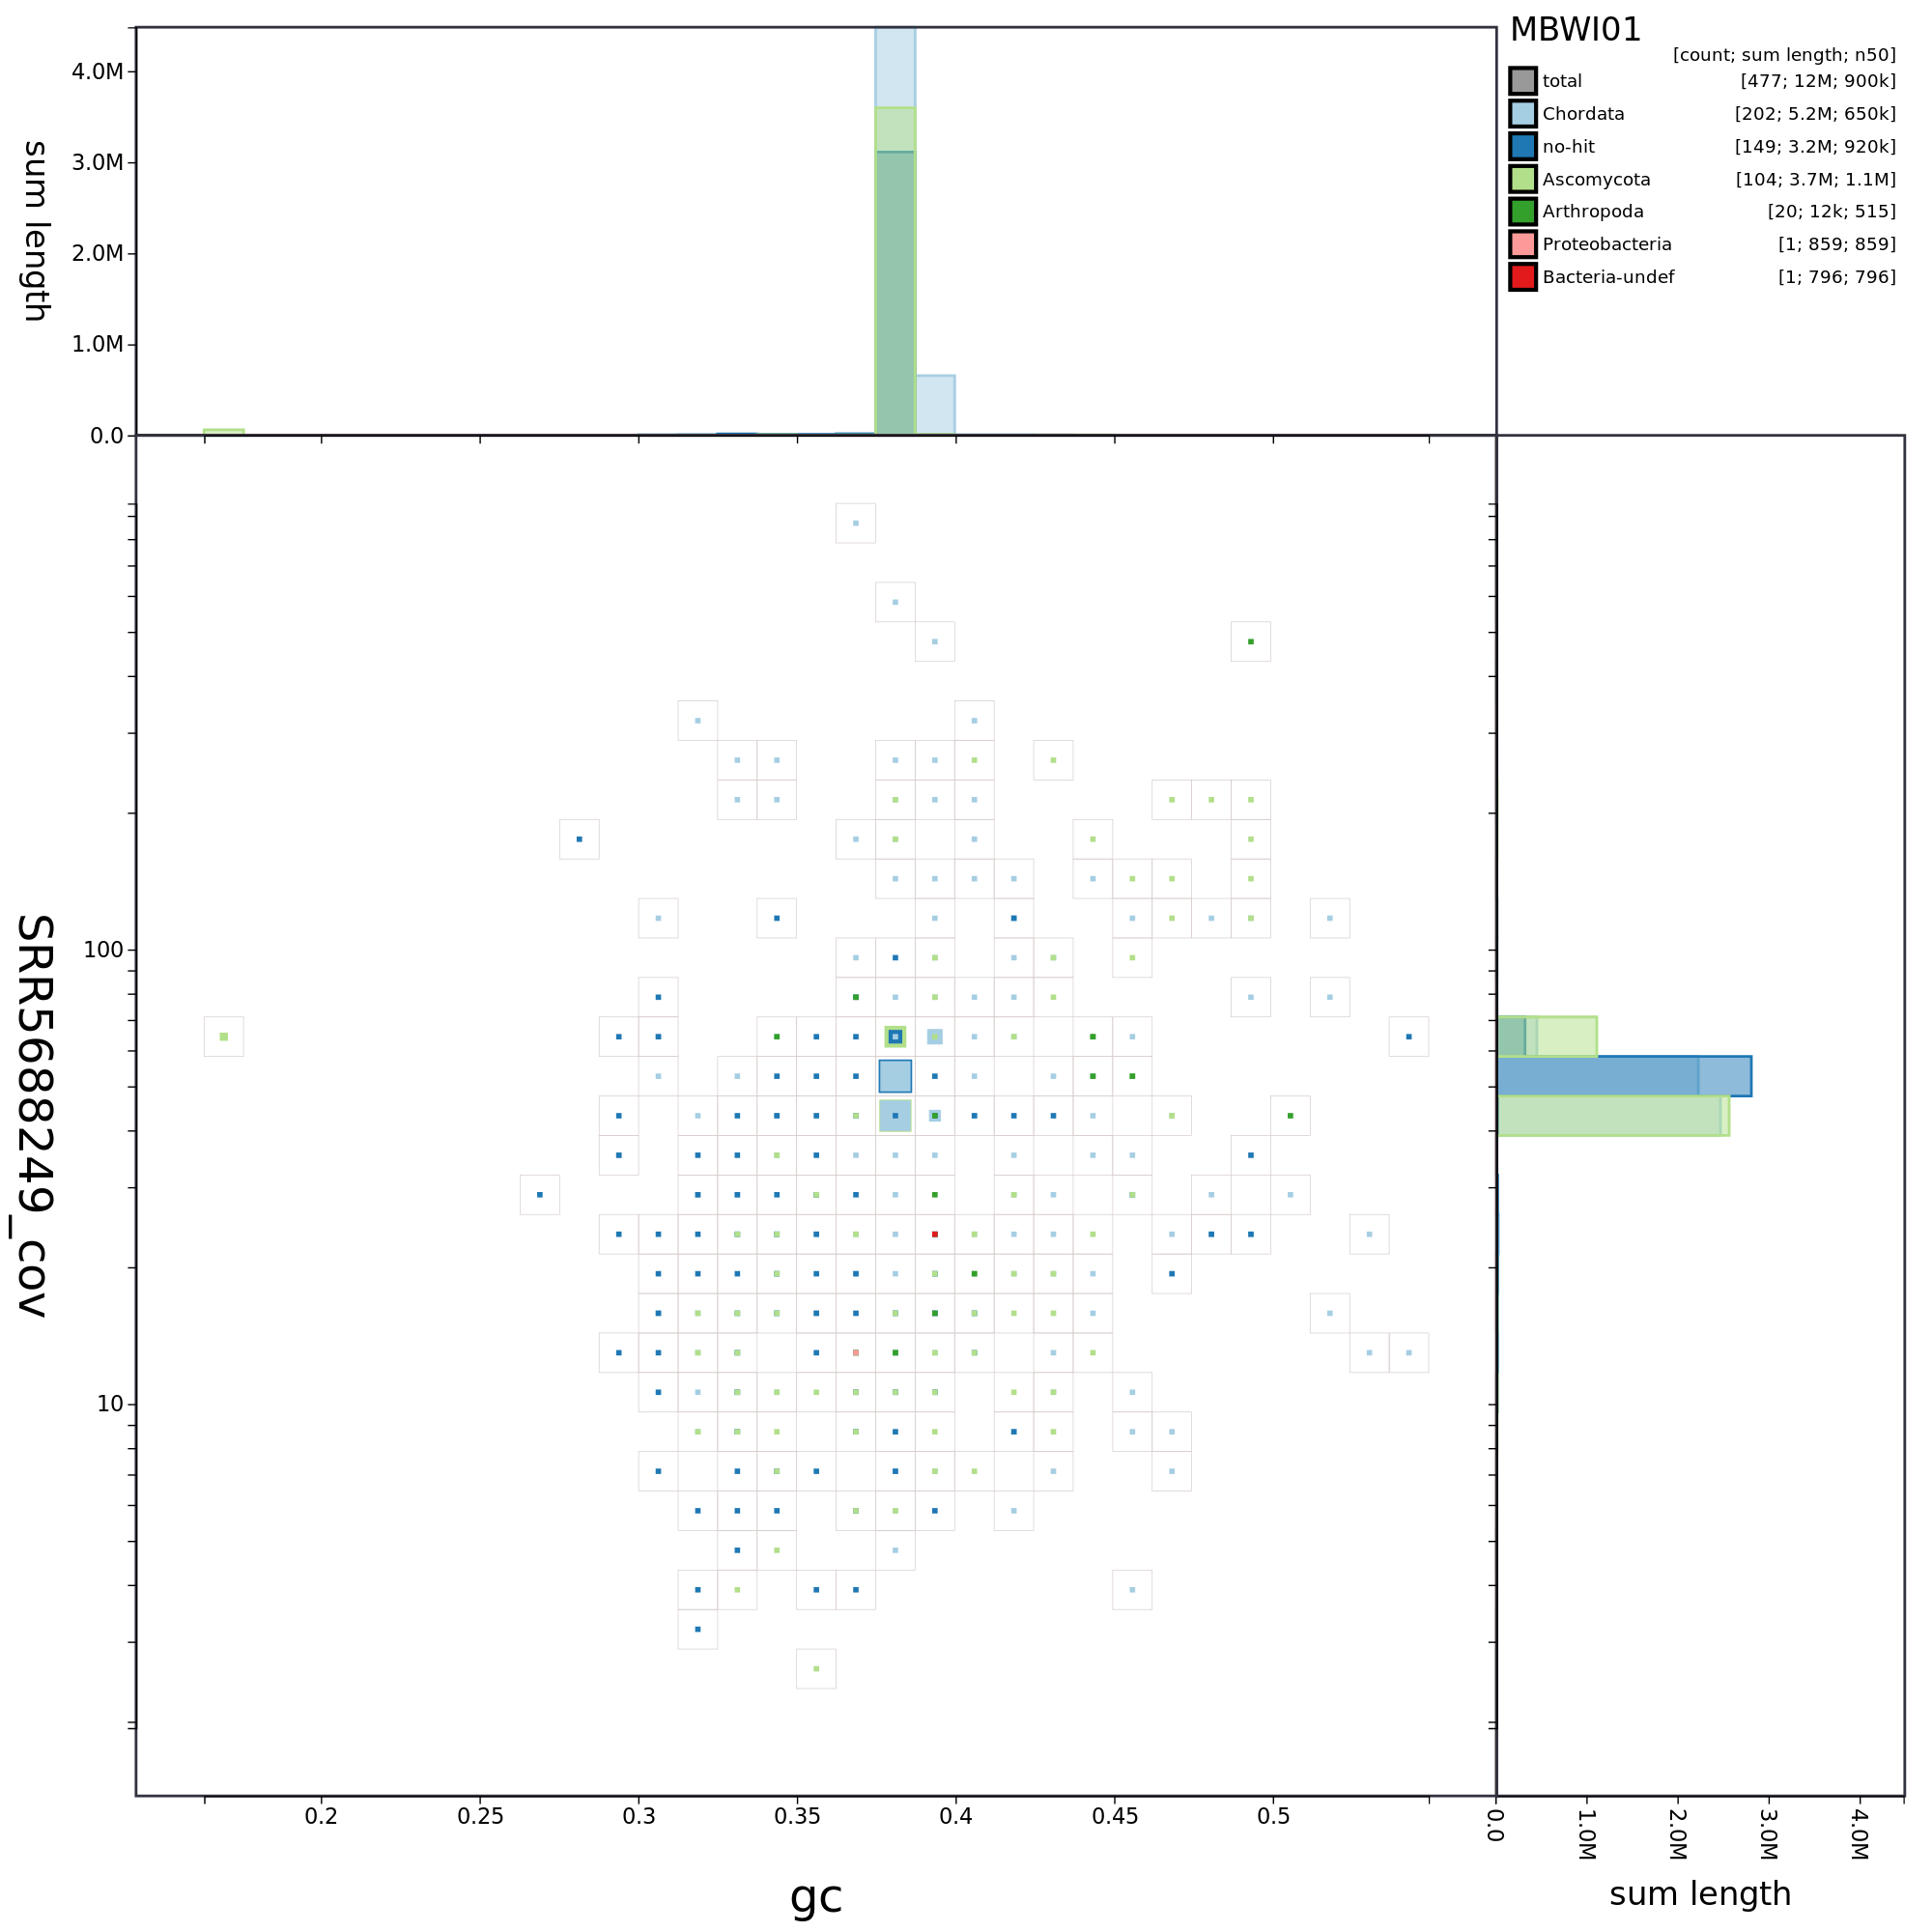 MBWI01
[count; sum length; n50]
total [477; 12M; 900k]
Chordata [202; 5.2M; 650k]
no-hit [149; 3.2M; 920k]
Ascomycota [104; 3.7M; 1.1M]
Arthropoda [20; 12k; 515]
Proteobacteria [1; 859; 859]
Bacteria-undef [1; 796; 796]
sum length
4.0M
3.0M
2.0M
1.0M
0.0
SRR5688249_cov
100
10
0.2 0.25 0.3 0.35 0.4 0.45 0.5
gc
0.0 1.0M 2.0M 3.0M 4.0M
sum length